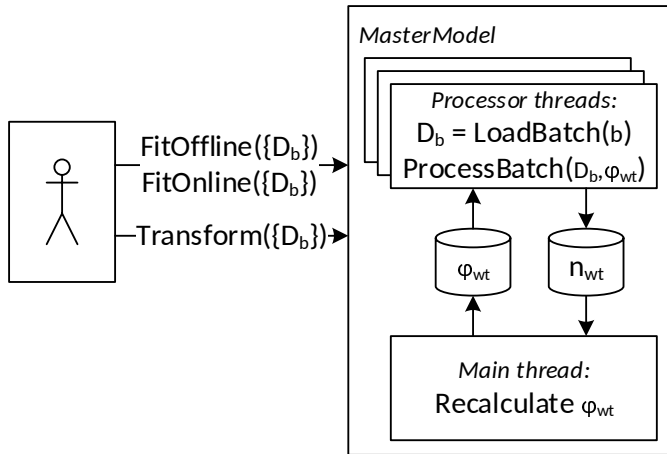 MasterModel
Processor threads:
D_b = LoadBatch(b)
ProcessBatch(D_b,φ_wt)
FitOffline({D_b})
FitOnline({D_b})
Transform({D_b})
φ_wt
n_wt
Main thread:
Recalculate φ_wt